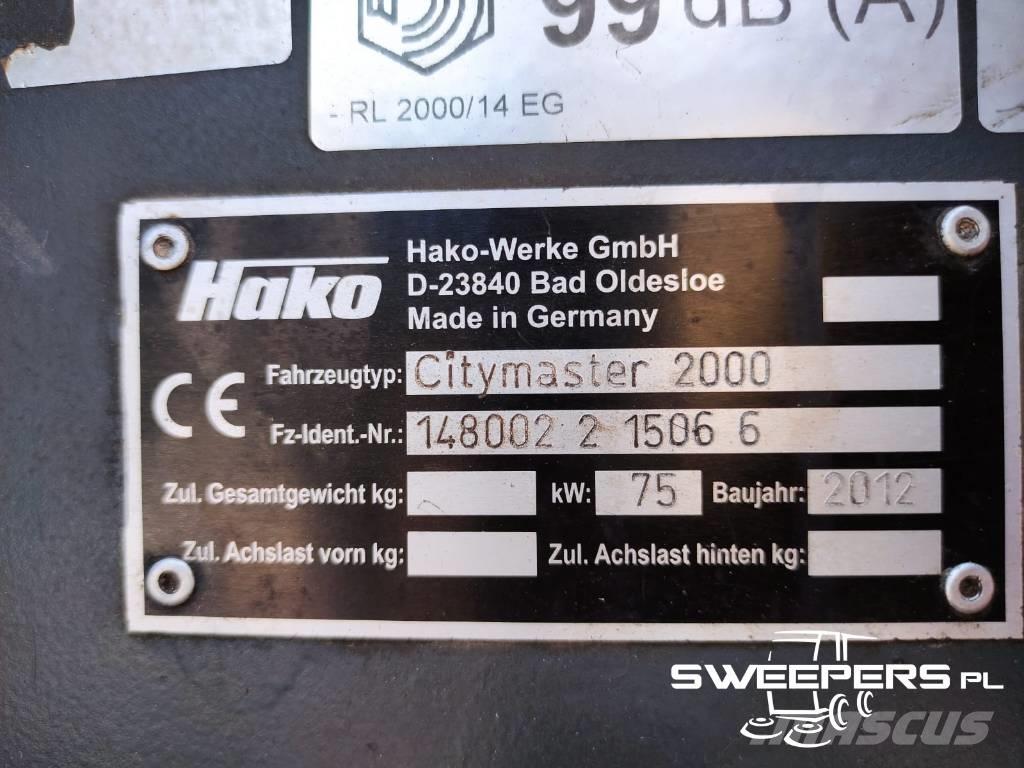 99 dB (A)
- RL 2000/14 EG
Hako
Hako-Werke GmbH
D-23840 Bad Oldesloe
Made in Germany
CE
Fahrzeugtyp: Citymaster 2000
Fz-Ident.-Nr.: 148002 2 1506 6
Zul. Gesamtgewicht kg: kW: 75 Baujahr: 2012
Zul. Achslast vorn kg: Zul. Achslast hinten kg:
SWEEPERS PL
MASCUS